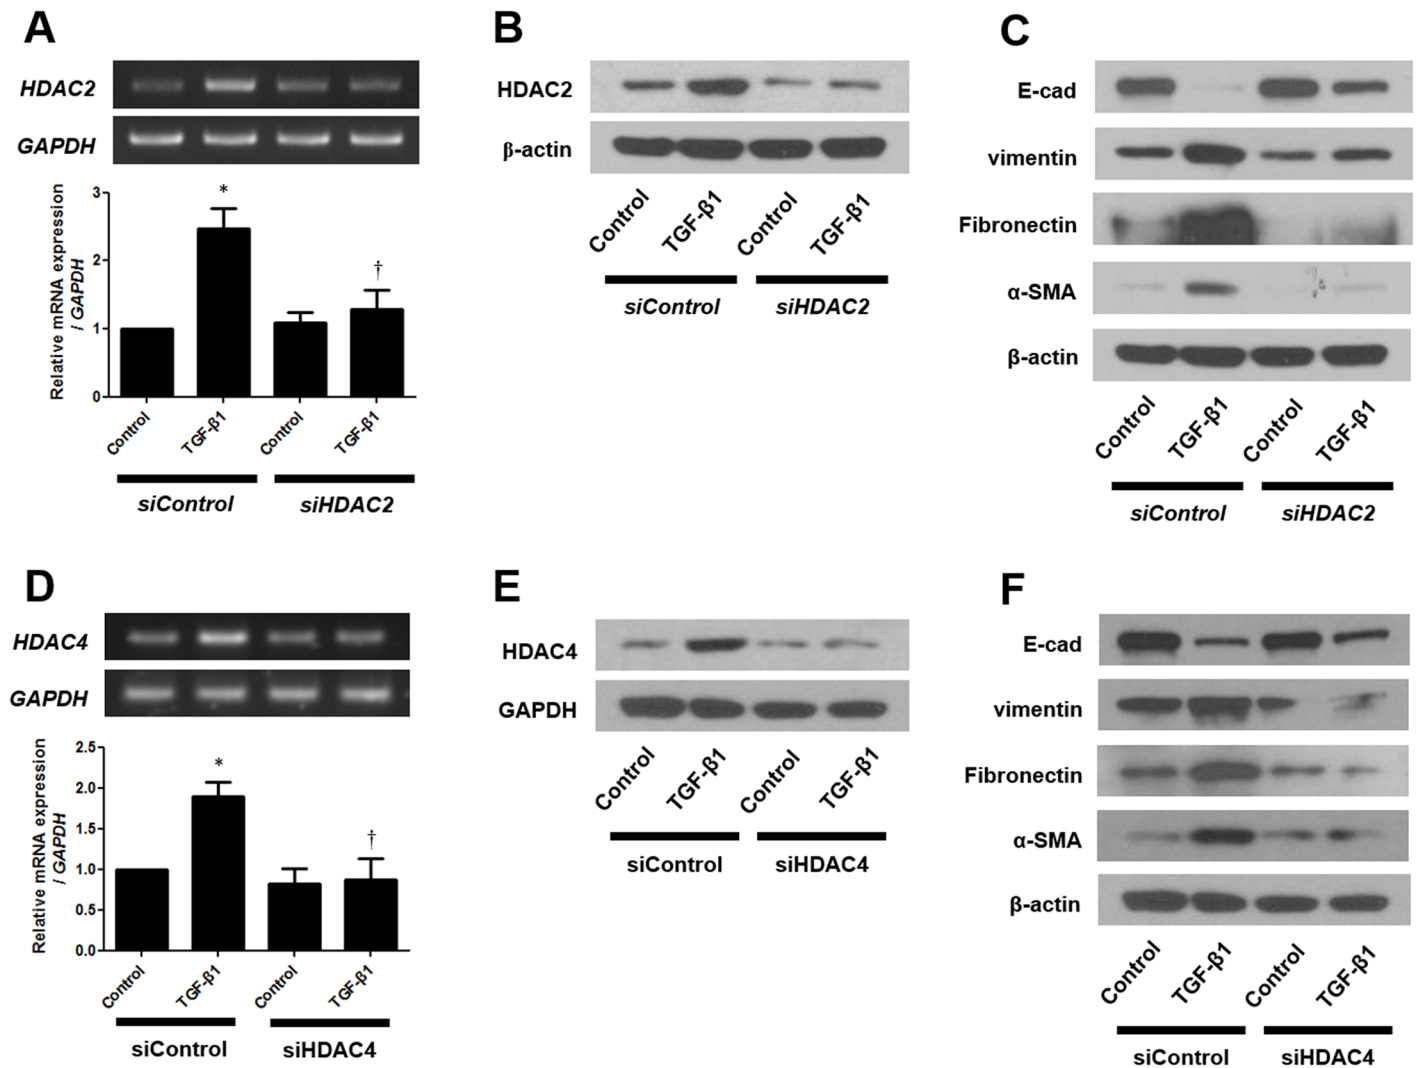 A
HDAC2
GAPDH
Relative mRNA expression
/ GAPDH
3
2
1
0
*
†
Control
TGF-β1
Control
TGF-β1
siControl
siHDAC2
B
HDAC2
β-actin
Control
TGF-β1
Control
TGF-β1
siControl
siHDAC2
C
E-cad
vimentin
Fibronectin
α-SMA
β-actin
Control
TGF-β1
Control
TGF-β1
siControl
siHDAC2
D
HDAC4
GAPDH
Relative mRNA expression
/ GAPDH
2.5
2.0
1.5
1.0
0.5
0.0
*
†
Control
TGF-β1
Control
TGF-β1
siControl
siHDAC4
E
HDAC4
GAPDH
Control
TGF-β1
Control
TGF-β1
siControl
siHDAC4
F
E-cad
vimentin
Fibronectin
α-SMA
β-actin
Control
TGF-β1
Control
TGF-β1
siControl
siHDAC4